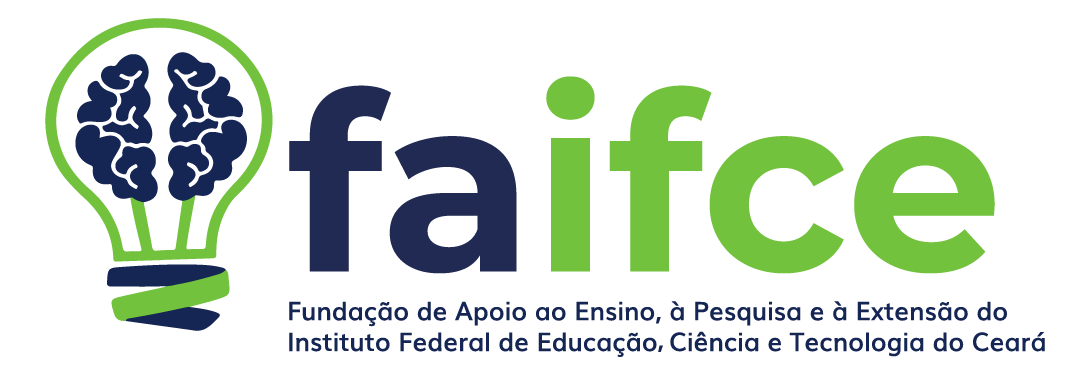 faifce
Fundação de Apoio ao Ensino, à Pesquisa e à Extensão do
Instituto Federal de Educação, Ciência e Tecnologia do Ceará